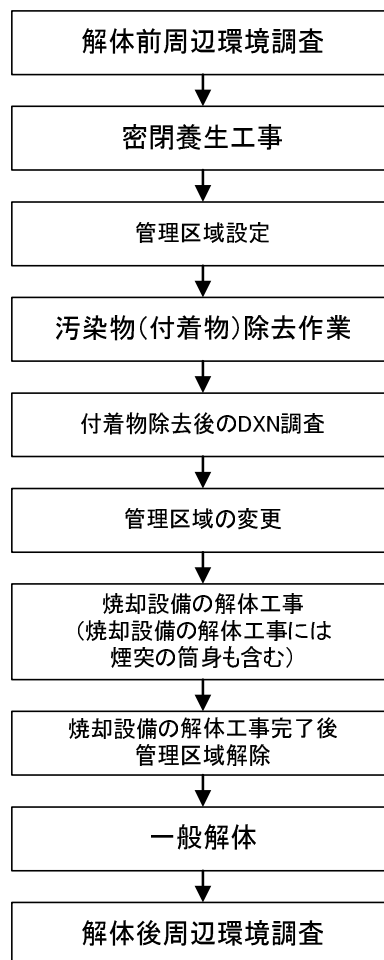 解体前周辺環境調査
密閉養生工事
管理区域設定
汚染物(付着物)除去作業
付着物除去後のDXN調査
管理区域の変更
焼却設備の解体工事
(焼却設備の解体工事には
煙突の筒身も含む)
焼却設備の解体工事完了後
管理区域解除
一般解体
解体後周辺環境調査